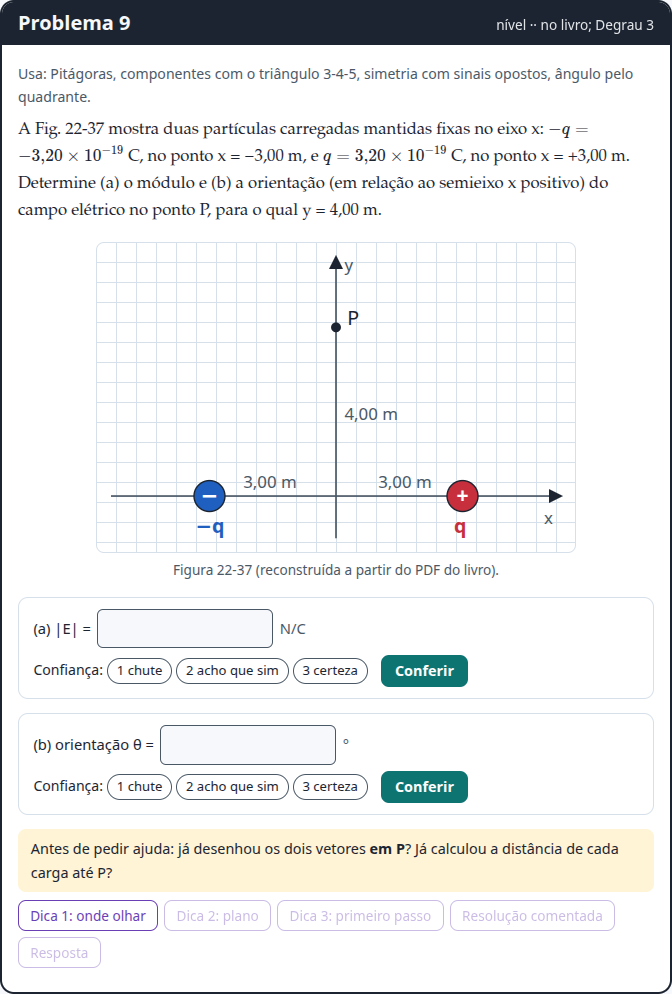 Problema 9
nível ·· no livro; Degrau 3
Usa: Pitágoras, componentes com o triângulo 3-4-5, simetria com sinais opostos, ângulo pelo
quadrante.
A Fig. 22-37 mostra duas partículas carregadas mantidas fixas no eixo x: −q =
−3,20 × 10⁻¹⁹ C, no ponto x = −3,00 m, e q = 3,20 × 10⁻¹⁹ C, no ponto x = +3,00 m.
Determine (a) o módulo e (b) a orientação (em relação ao semieixo x positivo) do
campo elétrico no ponto P, para o qual y = 4,00 m.
y
P
4,00 m
3,00 m
3,00 m
−
+
−q
q
x
Figura 22-37 (reconstruída a partir do PDF do livro).
(a) |E| =
N/C
Confiança: 1 chute 2 acho que sim 3 certeza Conferir
(b) orientação θ =
°
Confiança: 1 chute 2 acho que sim 3 certeza Conferir
Antes de pedir ajuda: já desenhou os dois vetores em P? Já calculou a distância de cada
carga até P?
Dica 1: onde olhar Dica 2: plano Dica 3: primeiro passo Resolução comentada
Resposta